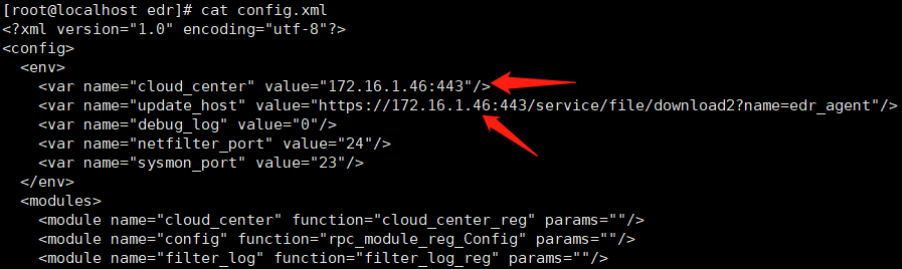 [root@localhost edr]# cat config.xml
<?xml version="1.0" encoding="utf-8"?>
<config>
  <env>
    <var name="cloud_center" value="172.16.1.46:443"/>
    <var name="update_host" value="https://172.16.1.46:443/service/file/download2?name=edr_agent"/>
    <var name="debug_log" value="0"/>
    <var name="netfilter_port" value="24"/>
    <var name="sysmon_port" value="23"/>
  </env>
  <modules>
    <module name="cloud_center" function="cloud_center_reg" params=""/>
    <module name="config" function="rpc_module_reg_Config" params=""/>
    <module name="filter_log" function="filter_log_reg" params=""/>